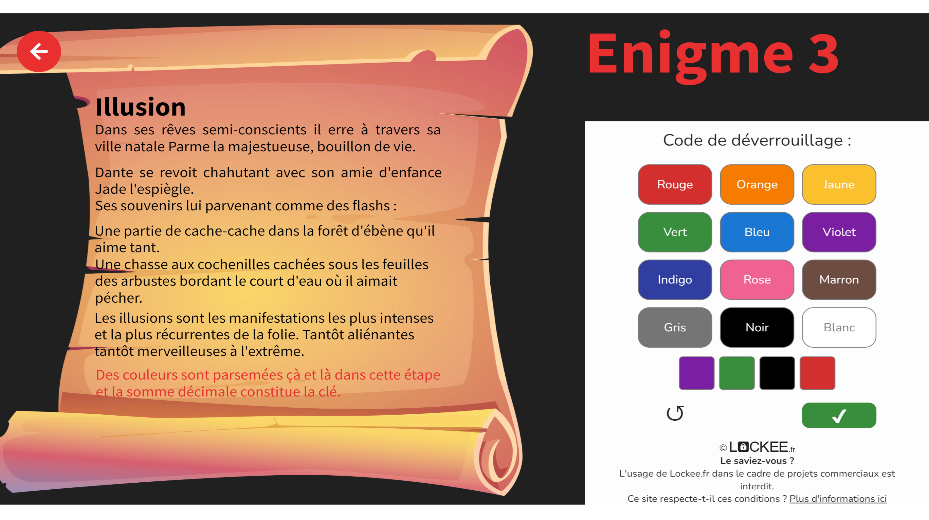 Enigme 3
Illusion
Dans ses rêves semi-conscients il erre à travers sa
ville natale Parme la majestueuse, bouillon de vie.
Dante se revoit chahutant avec son amie d'enfance
Jade l'espiègle.
Ses souvenirs lui parvenant comme des flashs :
Une partie de cache-cache dans la forêt d'ébène qu'il
aime tant.
Une chasse aux cochenilles cachées sous les feuilles
des arbustes bordant le court d'eau où il aimait
pécher.
Les illusions sont les manifestations les plus intenses
et la plus récurrentes de la folie. Tantôt aliénantes
tantôt merveilleuses à l'extrême.
Des couleurs sont parsemées çà et là dans cette étape
et la somme décimale constitue la clé.
Code de déverrouillage :
Rouge Orange Jaune
Vert Bleu Violet
Indigo Rose Marron
Gris Noir Blanc
© LOCKEE.fr
Le saviez-vous ?
L'usage de Lockee.fr dans le cadre de projets commerciaux est
interdit.
Ce site respecte-t-il ces conditions ? Plus d'informations ici